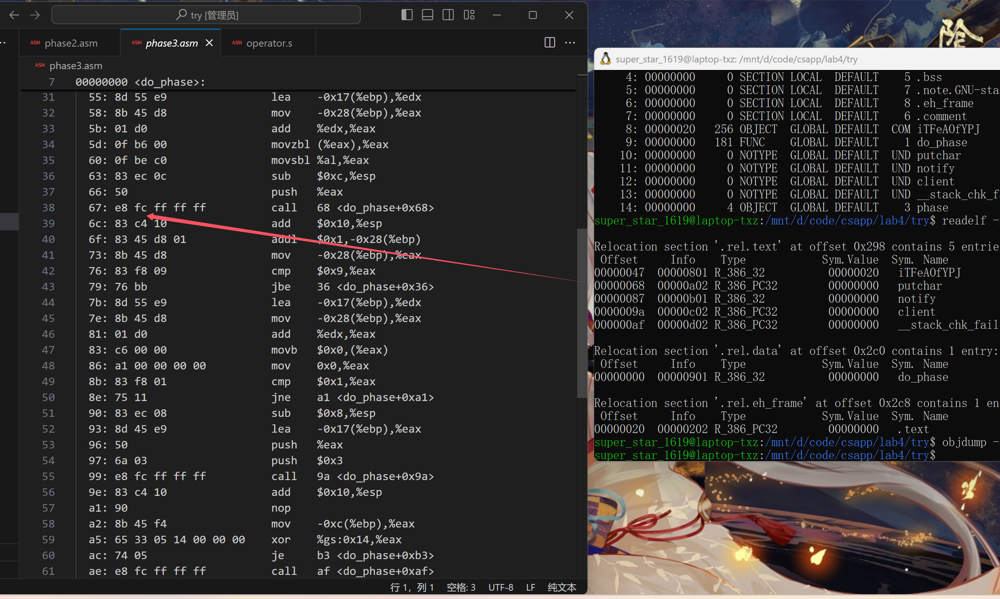 try [管理员]
ASM phase2.asm
ASM phase3.asm
ASM operator.s
ASM phase3.asm
7 00000000 <do_phase>:
31 55: 8d 55 e9 lea -0x17(%ebp),%edx
32 58: 8b 45 d8 mov -0x28(%ebp),%eax
33 5b: 01 d0 add %edx,%eax
34 5d: 0f b6 00 movzbl (%eax),%eax
35 60: 0f be c0 movsbl %al,%eax
36 63: 83 ec 0c sub $0xc,%esp
37 66: 50 push %eax
38 67: e8 fc ff ff ff call 68 <do_phase+0x68>
39 6c: 83 c4 10 add $0x10,%esp
40 6f: 83 45 d8 01 addl $0x1,-0x28(%ebp)
41 73: 8b 45 d8 mov -0x28(%ebp),%eax
42 76: 83 f8 09 cmp $0x9,%eax
43 79: 76 bb jbe 36 <do_phase+0x36>
44 7b: 8d 55 e9 lea -0x17(%ebp),%edx
45 7e: 8b 45 d8 mov -0x28(%ebp),%eax
46 81: 01 d0 add %edx,%eax
47 83: c6 00 00 movb $0x0,(%eax)
48 86: a1 00 00 00 00 mov 0x0,%eax
49 8b: 83 f8 01 cmp $0x1,%eax
50 8e: 75 11 jne a1 <do_phase+0xa1>
51 90: 83 ec 08 sub $0x8,%esp
52 93: 8d 45 e9 lea -0x17(%ebp),%eax
53 96: 50 push %eax
54 97: 6a 03 push $0x3
55 99: e8 fc ff ff ff call 9a <do_phase+0x9a>
56 9e: 83 c4 10 add $0x10,%esp
57 a1: 90 nop
58 a2: 8b 45 f4 mov -0xc(%ebp),%eax
59 a5: 65 33 05 14 00 00 00 xor %gs:0x14,%eax
60 ac: 74 05 je b3 <do_phase+0xb3>
61 ae: e8 fc ff ff ff call af <do_phase+0xaf>
行 1，列 1 空格: 3 UTF-8 LF 纯文本
super_star_1619@laptop-txz: /mnt/d/code/csapp/lab4/try
4: 00000000 0 SECTION LOCAL DEFAULT 5 .bss
5: 00000000 0 SECTION LOCAL DEFAULT 7 .note.GNU-sta
6: 00000000 0 SECTION LOCAL DEFAULT 8 .eh_frame
7: 00000000 0 SECTION LOCAL DEFAULT 6 .comment
8: 00000020 256 OBJECT GLOBAL DEFAULT COM iTFeAOfYPJ
9: 00000000 181 FUNC GLOBAL DEFAULT 1 do_phase
10: 00000000 0 NOTYPE GLOBAL DEFAULT UND putchar
11: 00000000 0 NOTYPE GLOBAL DEFAULT UND notify
12: 00000000 0 NOTYPE GLOBAL DEFAULT UND client
13: 00000000 0 NOTYPE GLOBAL DEFAULT UND __stack_chk_f
14: 00000000 4 OBJECT GLOBAL DEFAULT 3 phase
super_star_1619@laptop-txz:/mnt/d/code/csapp/lab4/try$ readelf -
Relocation section '.rel.text' at offset 0x298 contains 5 entrie
Offset Info Type Sym.Value Sym. Name
00000047 00000801 R_386_32 00000020 iTFeAOfYPJ
00000068 00000a02 R_386_PC32 00000000 putchar
00000087 00000b01 R_386_32 00000000 notify
0000009a 00000c02 R_386_PC32 00000000 client
000000af 00000d02 R_386_PC32 00000000 __stack_chk_fail
Relocation section '.rel.data' at offset 0x2c0 contains 1 entry:
Offset Info Type Sym.Value Sym. Name
00000000 00000901 R_386_32 00000000 do_phase
Relocation section '.rel.eh_frame' at offset 0x2c8 contains 1 en
Offset Info Type Sym.Value Sym. Name
00000020 00000202 R_386_PC32 00000000 .text
super_star_1619@laptop-txz:/mnt/d/code/csapp/lab4/try$ objdump -
super_star_1619@laptop-txz:/mnt/d/code/csapp/lab4/try$